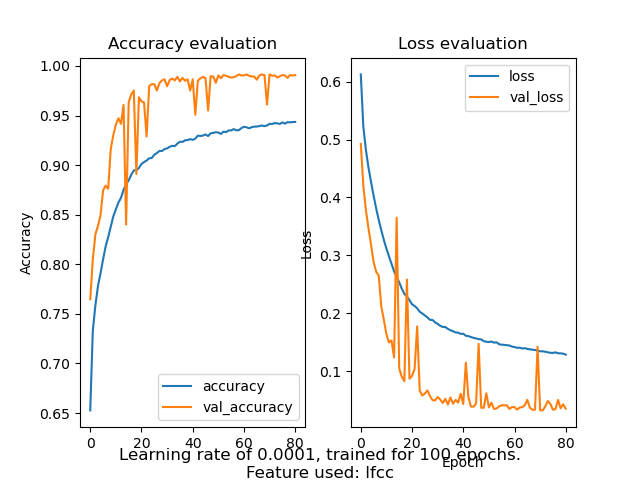 Accuracy evaluation
Loss evaluation
1.00
0.95
0.90
0.85
0.80
0.75
0.70
0.65
Accuracy
accuracy
val_accuracy
0 20 40 60 80
0.6
0.5
0.4
0.3
0.2
0.1
Loss
loss
val_loss
0 20 40 60 80
Epoch
Learning rate of 0.0001, trained for 100 epochs.
Feature used: lfcc